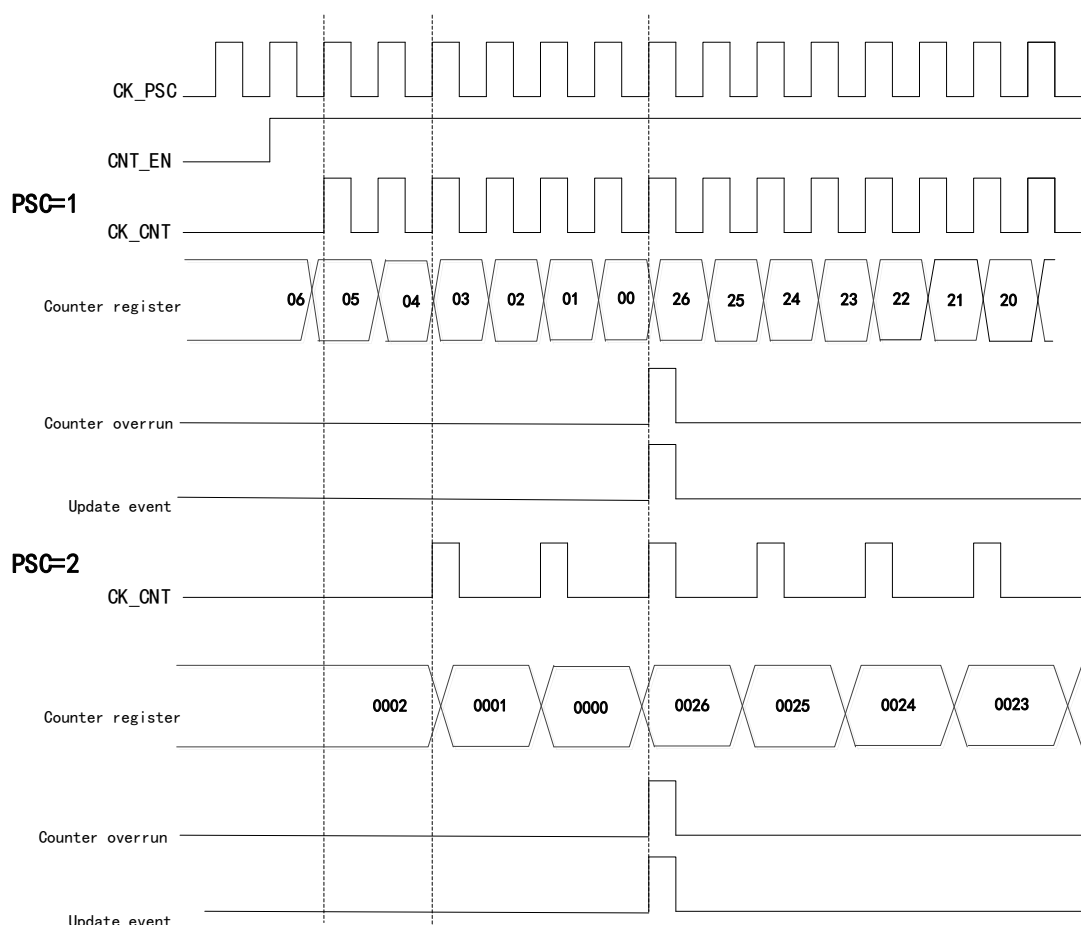 CK_PSC
CNT_EN
PSC=1
CK_CNT
Counter register 06 05 04 03 02 01 00 26 25 24 23 22 21 20
Counter overrun
Update event
PSC=2
CK_CNT
Counter register 0002 0001 0000 0026 0025 0024 0023
Counter overrun
Update event